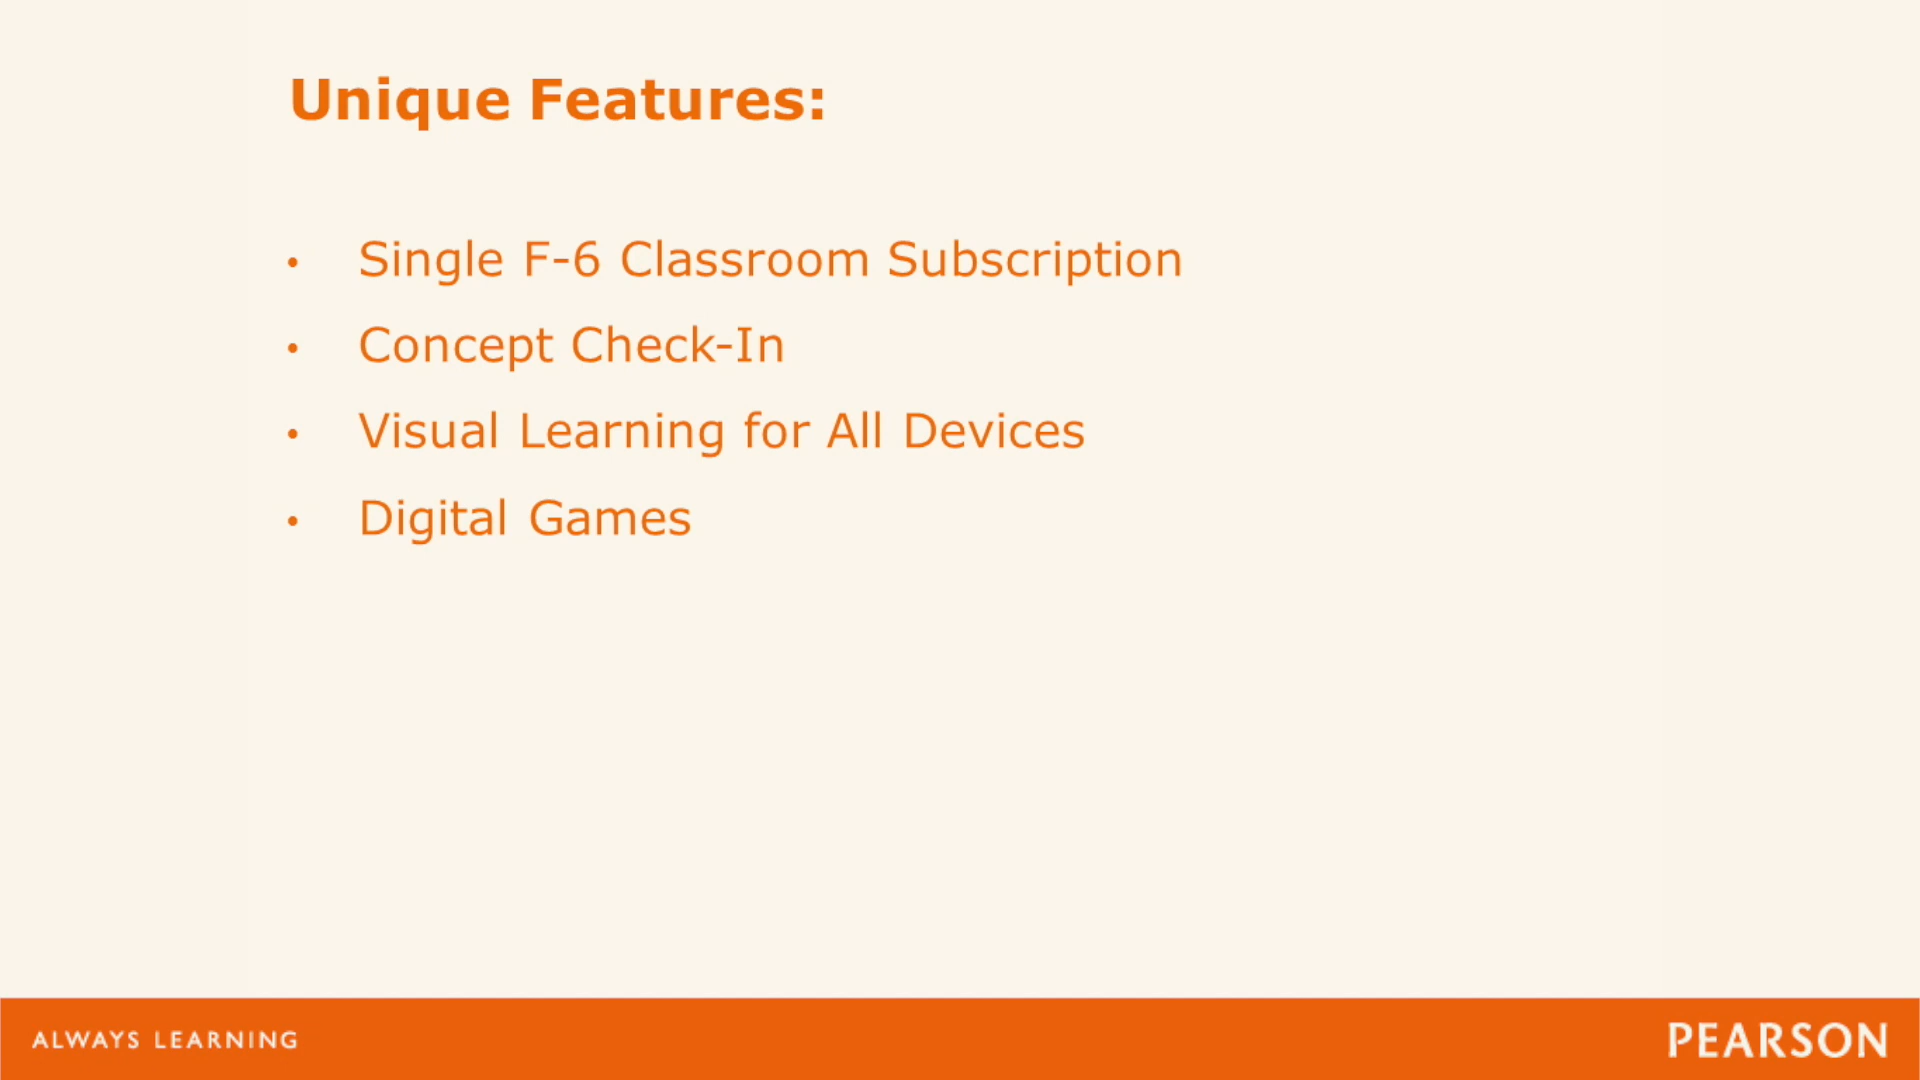 Unique Features:
• Single F-6 Classroom Subscription
• Concept Check-In
• Visual Learning for All Devices
• Digital Games
ALWAYS LEARNING
PEARSON